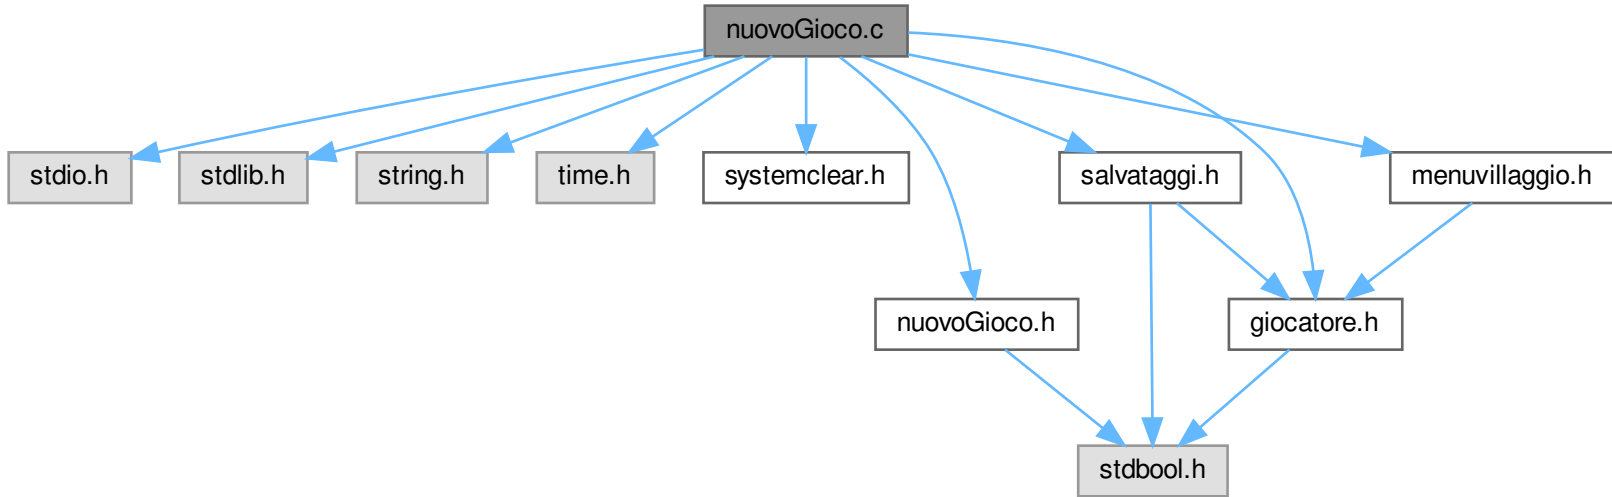 nuovoGioco.c
stdio.h
stdlib.h
string.h
time.h
systemclear.h
salvataggi.h
menuvillaggio.h
nuovoGioco.h
giocatore.h
stdbool.h